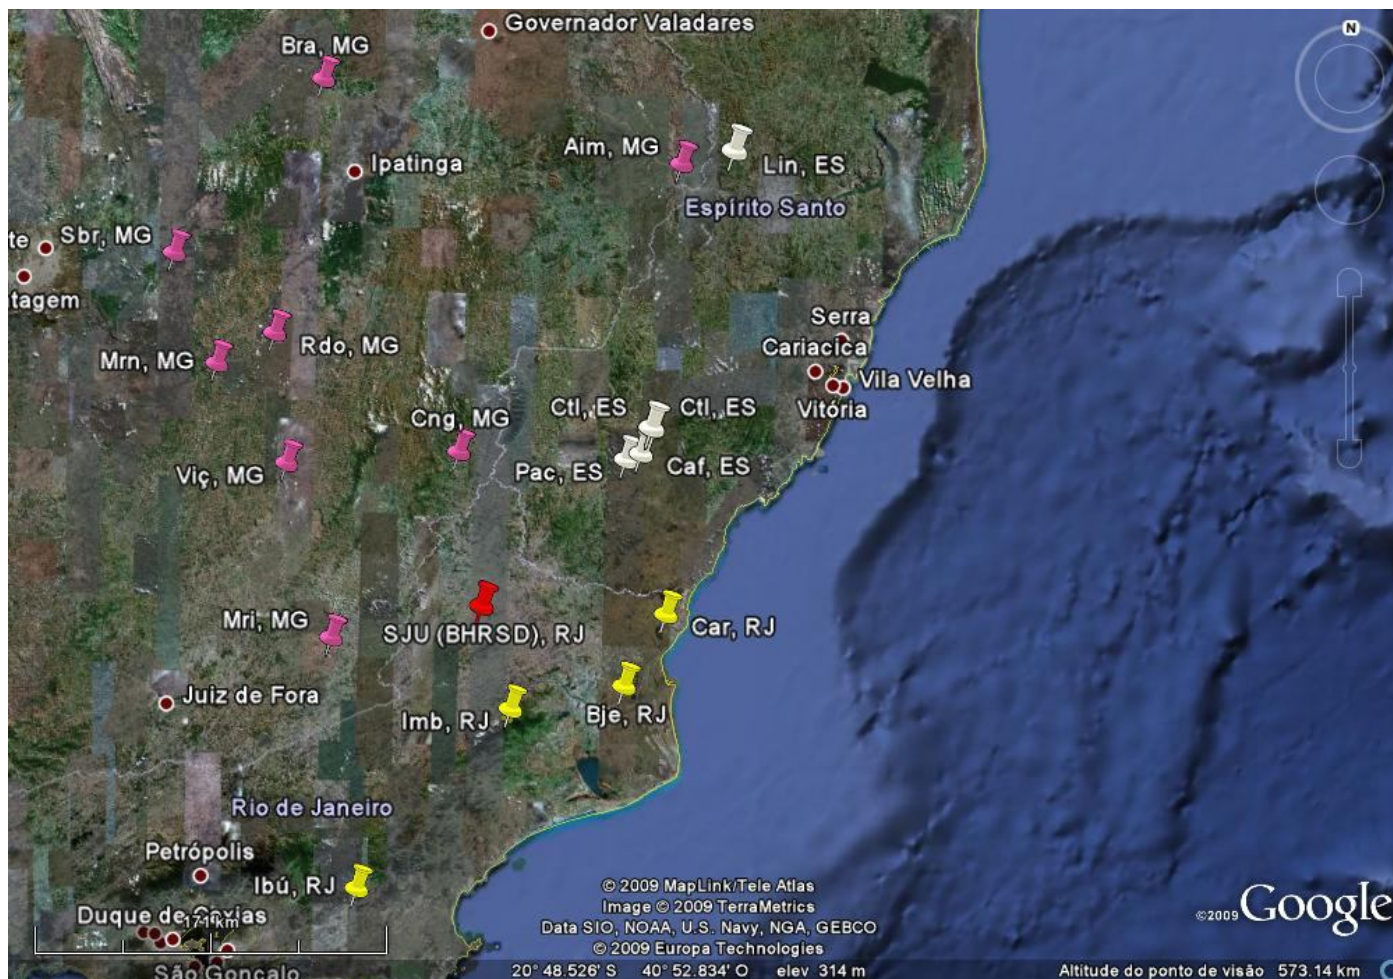 Governador Valadares
Bra, MG
N
Aim, MG
Lin, ES
Ipatinga
Espírito Santo
te
Sbr, MG
tagem
Serra
Rdo, MG
Mrn, MG
Cariacica
Vila Velha
Vitória
Ctl, ES
Ctl, ES
Cng, MG
Pac, ES
Caf, ES
Viç, MG
Mri, MG
SJU (BHRSD), RJ
Car, RJ
Juiz de Fora
Imb, RJ
Bje, RJ
Rio de Janeiro
Petrópolis
Ibú, RJ
Duque de Caxias
171 km
São Gonçalo
© 2009 MapLink/Tele Atlas
Image © 2009 TerraMetrics
Data SIO, NOAA, U.S. Navy, NGA, GEBCO
© 2009 Europa Technologies
©2009 Google
20° 48.526' S 40° 52.834' O elev 314 m
Altitude do ponto de visão 573.14 km